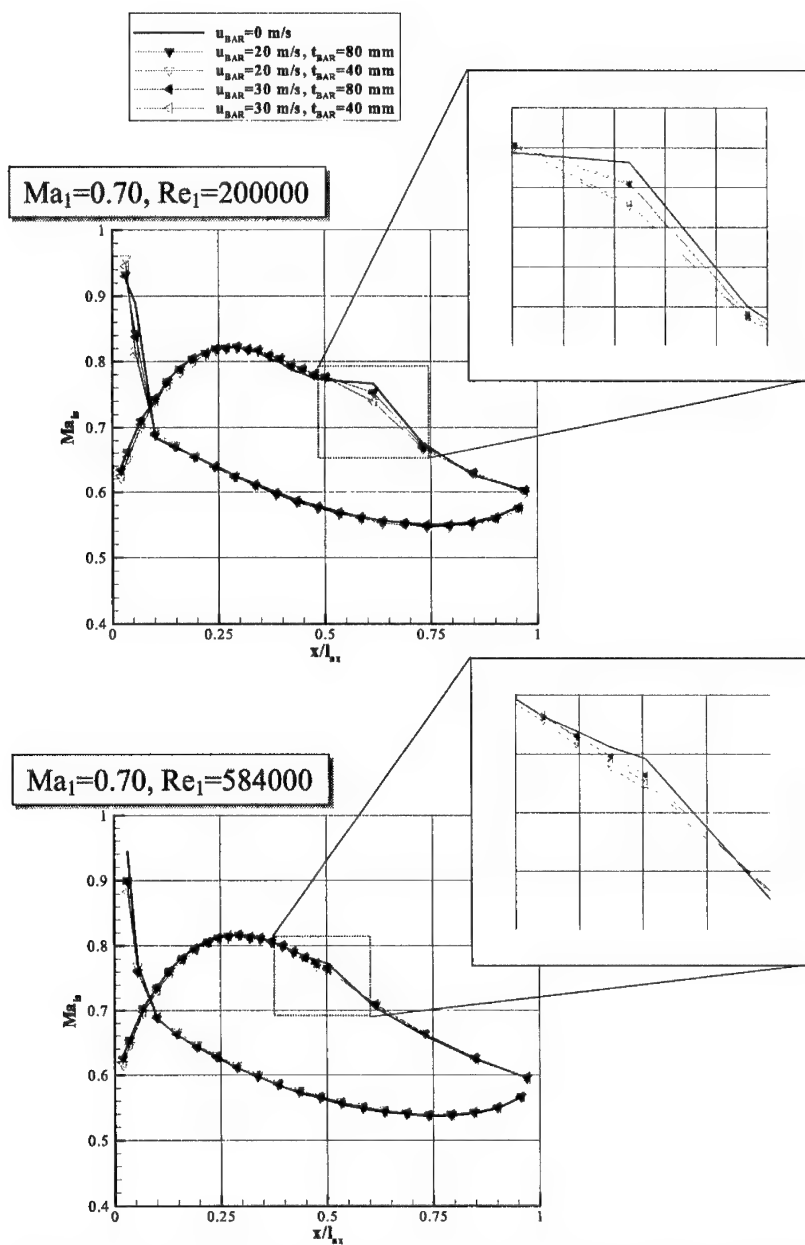 u_BAR=0 m/s
u_BAR=20 m/s, t_BAR=80 mm
u_BAR=20 m/s, t_BAR=40 mm
u_BAR=30 m/s, t_BAR=80 mm
u_BAR=30 m/s, t_BAR=40 mm
Ma₁=0.70, Re₁=200000
1
0.9
0.8
0.7
0.6
0.5
0.4
Ma_is
0
0.25
0.5
0.75
1
x/l_ax
Ma₁=0.70, Re₁=584000
1
0.9
0.8
0.7
0.6
0.5
0.4
Ma_is
0
0.25
0.5
0.75
1
x/l_ax